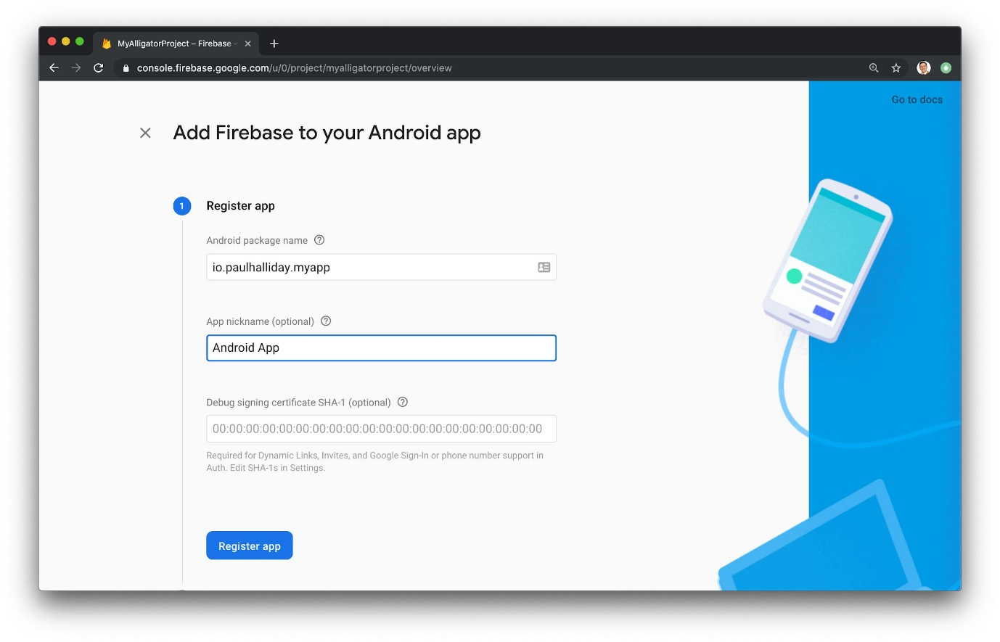 MyAlligatorProject – Firebase –
console.firebase.google.com/u/0/project/myalligatorproject/overview
Go to docs
Add Firebase to your Android app
1
Register app
Android package name
io.paulhalliday.myapp
App nickname (optional)
Android App
Debug signing certificate SHA-1 (optional)
00:00:00:00:00:00:00:00:00:00:00:00:00:00:00:00:00:00:00:00
Required for Dynamic Links, Invites, and Google Sign-In or phone number support in
Auth. Edit SHA-1s in Settings.
Register app